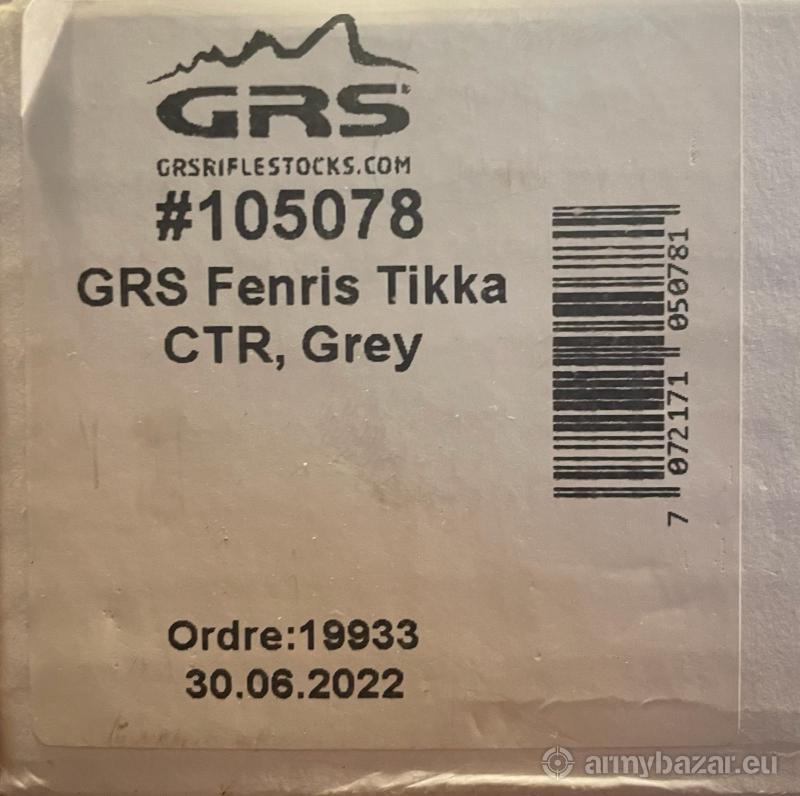 GRS
GRSRIFLESTOCKS.COM
#105078
GRS Fenris Tikka
CTR, Grey
7 072171 050781
Ordre:19933
30.06.2022
armybazar.eu